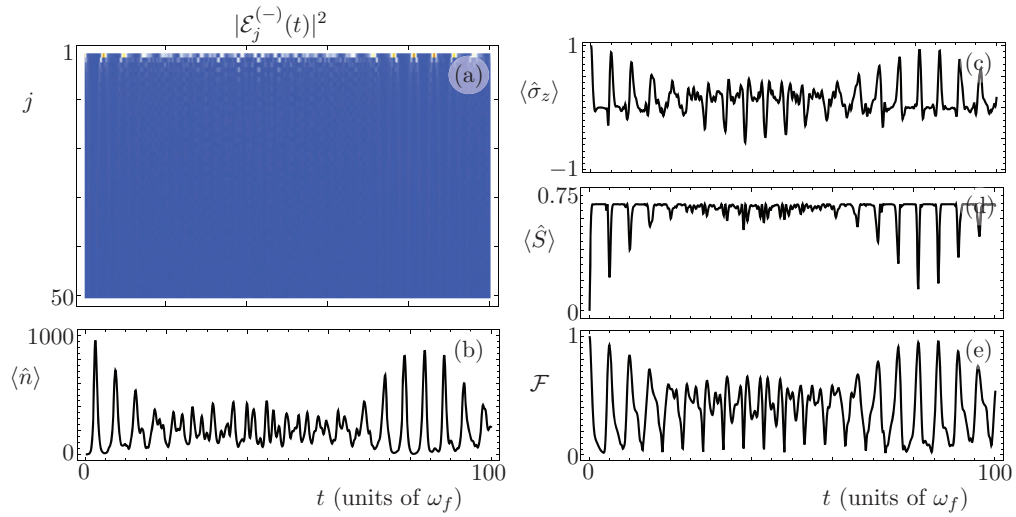 |ℰ_j^{(−)}(t)|²
1
(a)
j
50
1000
(b)
⟨n̂⟩
0
0
100
t (units of ω_f)
1
(c)
⟨σ̂_z⟩
−1
0.75
(d)
⟨Ŝ⟩
0
1
(e)
ℱ
0
0
100
t (units of ω_f)